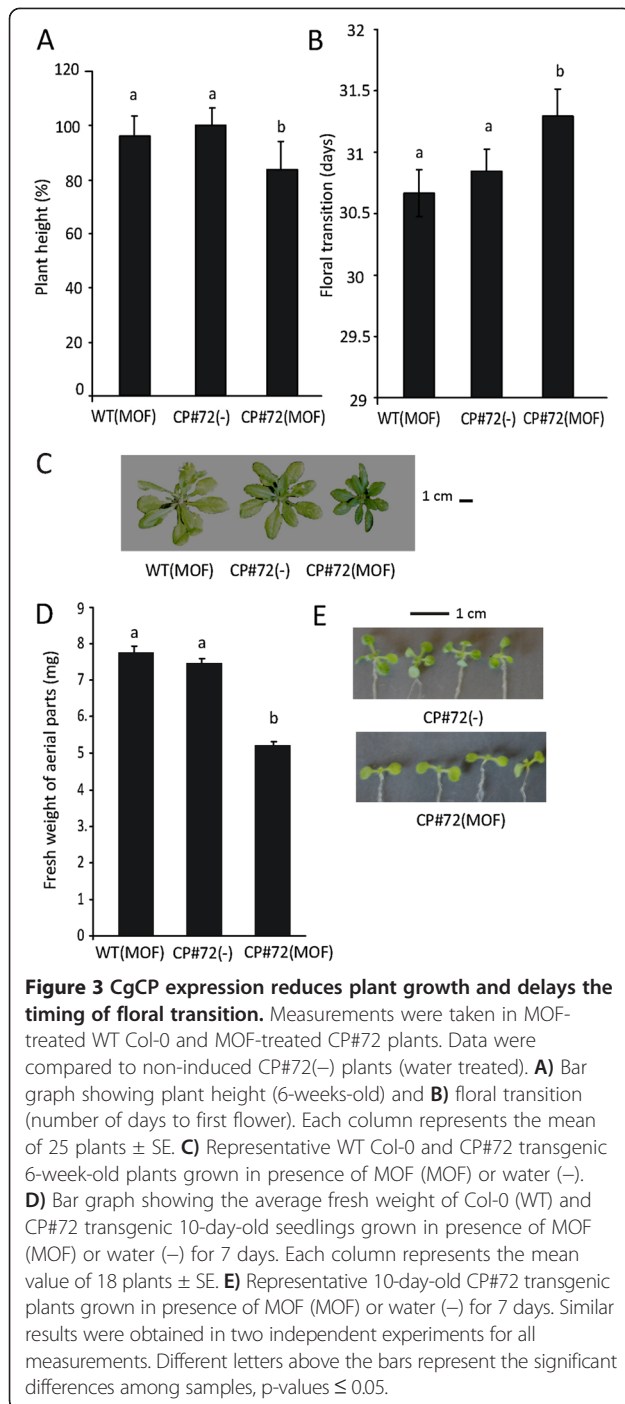 A
Plant height (%)
120
100
80
60
40
20
0
a
a
b
WT(MOF) CP#72(-) CP#72(MOF)
B
Floral transition (days)
32
31.5
31
30.5
30
29.5
29
a
a
b
WT(MOF) CP#72(-) CP#72(MOF)
C
1 cm
WT(MOF) CP#72(-) CP#72(MOF)
D
Fresh weight of aerial parts (mg)
9
8
7
6.
5
4
3
2
1
0
a
a
b
WT(MOF) CP#72(-) CP#72(MOF)
E
1 cm
CP#72(-)
CP#72(MOF)
Figure 3 CgCP expression reduces plant growth and delays the
timing of floral transition. Measurements were taken in MOF-
treated WT Col-0 and MOF-treated CP#72 plants. Data were
compared to non-induced CP#72(−) plants (water treated). A) Bar
graph showing plant height (6-weeks-old) and B) floral transition
(number of days to first flower). Each column represents the mean
of 25 plants ± SE. C) Representative WT Col-0 and CP#72 transgenic
6-week-old plants grown in presence of MOF (MOF) or water (−).
D) Bar graph showing the average fresh weight of Col-0 (WT) and
CP#72 transgenic 10-day-old seedlings grown in presence of MOF
(MOF) or water (−) for 7 days. Each column represents the mean
value of 18 plants ± SE. E) Representative 10-day-old CP#72 transgenic
plants grown in presence of MOF (MOF) or water (−) for 7 days. Similar
results were obtained in two independent experiments for all
measurements. Different letters above the bars represent the significant
differences among samples, p-values ≤ 0.05.